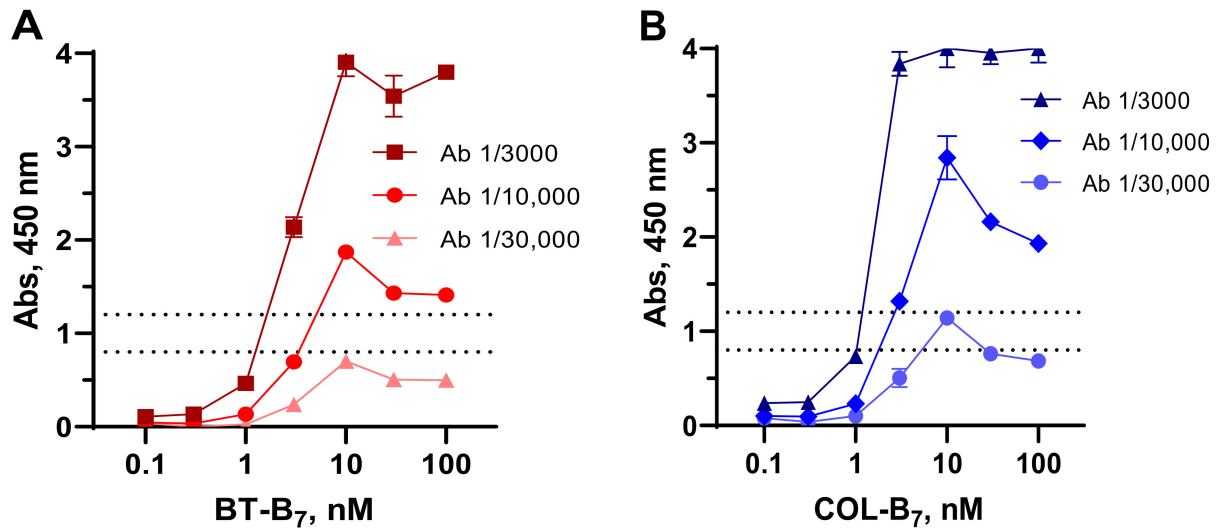 A
Abs, 450 nm
4
3
2
1
0
0.1
1
10
100
BT-B₇, nM
Ab 1/3000
Ab 1/10,000
Ab 1/30,000
B
Abs, 450 nm
4
3
2
1
0
0.1
1
10
100
COL-B₇, nM
Ab 1/3000
Ab 1/10,000
Ab 1/30,000